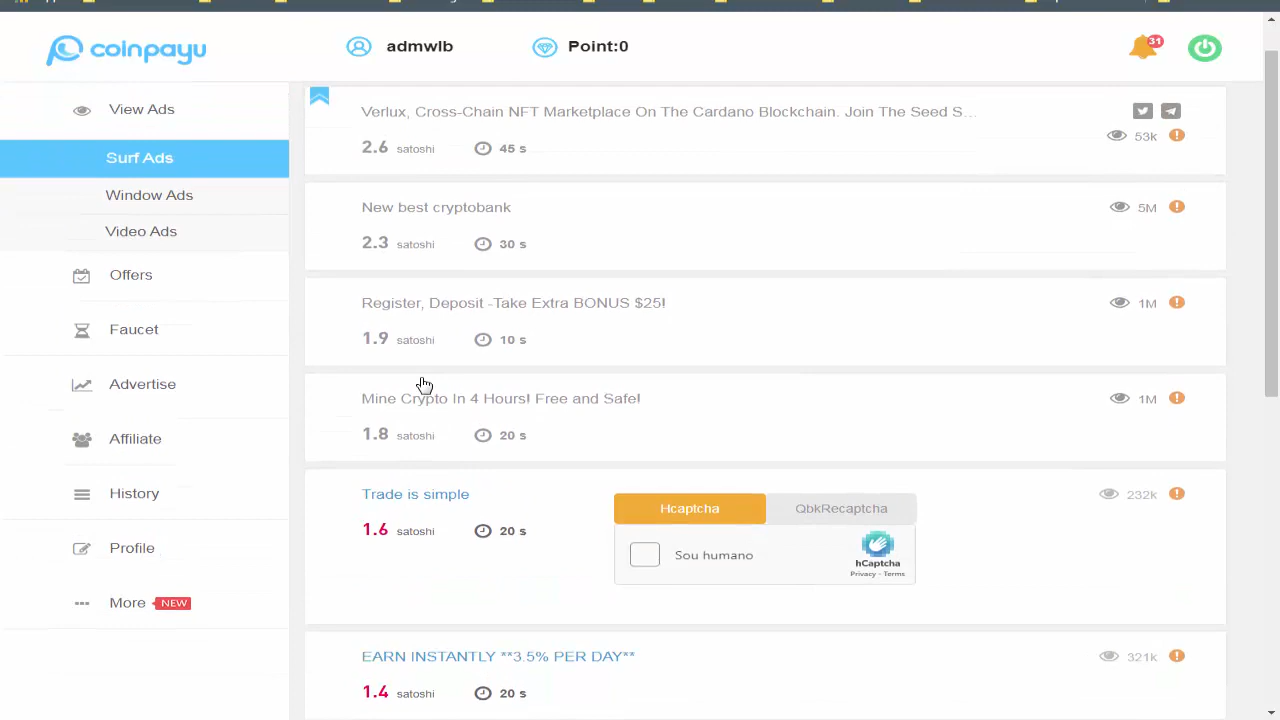 coinpayu
admwlb
Point:0
31
View Ads
Surf Ads
Window Ads
Video Ads
Offers
Faucet
Advertise
Affiliate
History
Profile
More NEW
Verlux, Cross-Chain NFT Marketplace On The Cardano Blockchain. Join The Seed S...
2.6 satoshi 45 s
53k
New best cryptobank
5M
2.3 satoshi 30 s
Register, Deposit -Take Extra BONUS $25!
1M
1.9 satoshi 10 s
Mine Crypto In 4 Hours! Free and Safe!
1M
1.8 satoshi 20 s
Trade is simple
232k
1.6 satoshi 20 s
Hcaptcha QbkRecaptcha
Sou humano
hCaptcha
Privacy - Terms
EARN INSTANTLY **3.5% PER DAY**
321k
1.4 satoshi 20 s